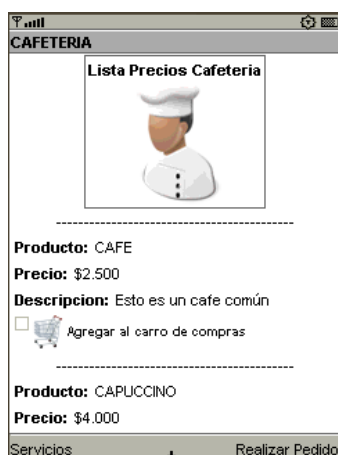 CAFETERIA
Lista Precios Cafeteria
------------------------------------------
Producto: CAFE
Precio: $2.500
Descripcion: Esto es un cafe común
Agregar al carro de compras
------------------------------------------
Producto: CAPUCCINO
Precio: $4.000
Servicios Realizar Pedido